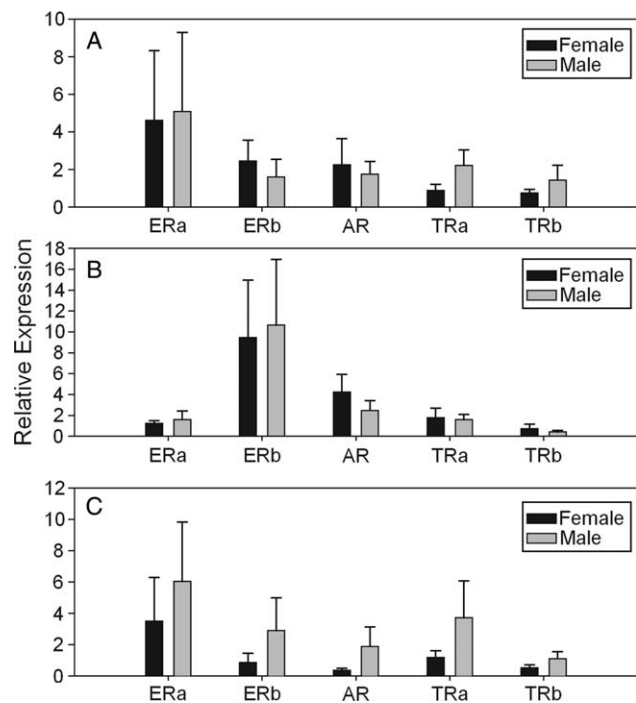 Relative Expression
A
10
8
6
4
2
0
Female
Male
ERa ERb AR TRa TRb
B
18
16
14
12
10
8
6
4
2
0
Female
Male
ERa ERb AR TRa TRb
C
12
10
8
6
4
2
0
Female
Male
ERa ERb AR TRa TRb